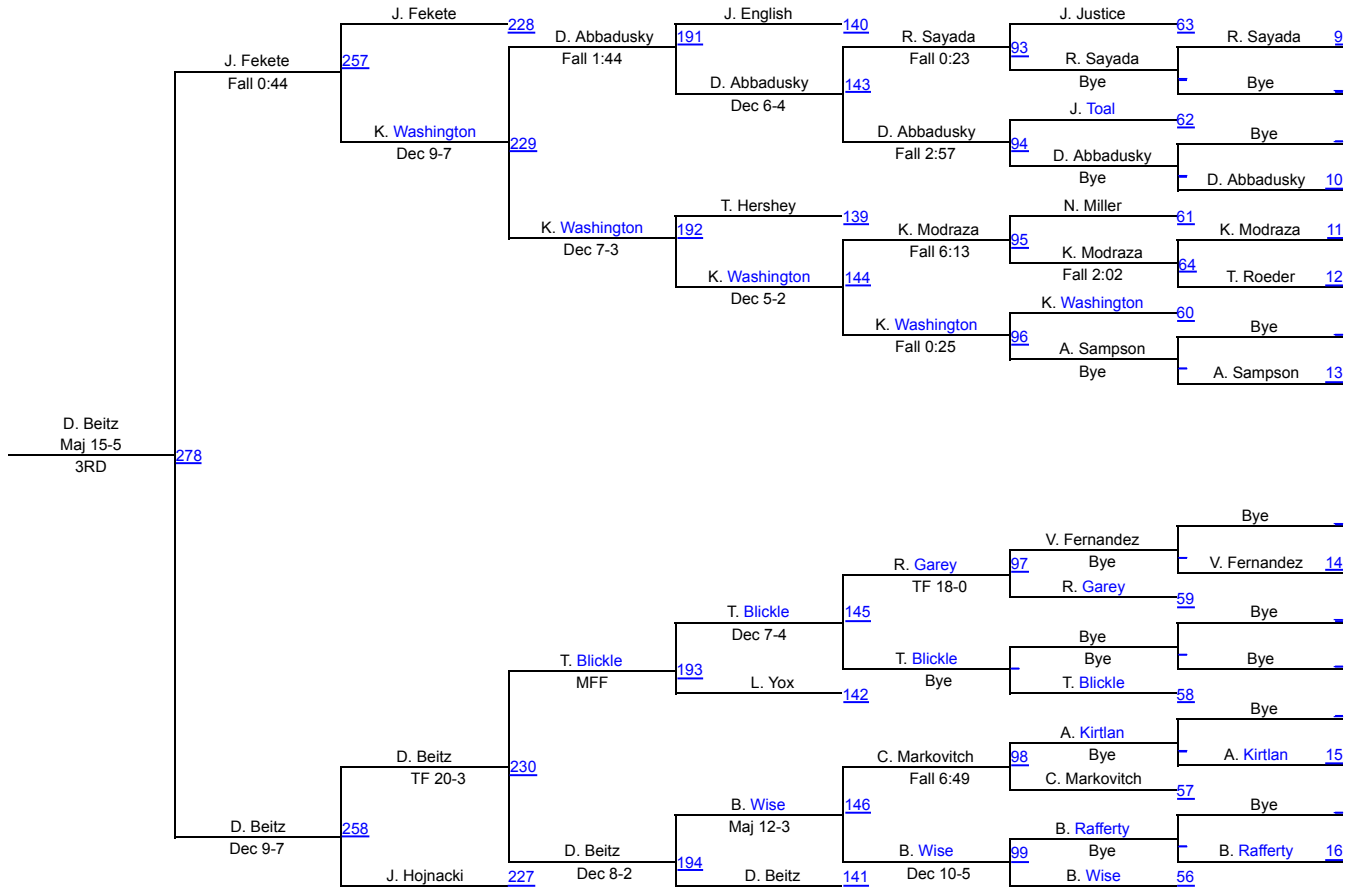 J. Fekete
228
J. English
140
J. Justice
63
D. Abbadusky
191
R. Sayada
R. Sayada
9
Fall 1:44
Fall 0:23
93
R. Sayada
J. Fekete
257
D. Abbadusky
143
Bye
Bye
Fall 0:44
Dec 6-4
J. Toal
62
K. Washington
229
D. Abbadusky
94
Bye
Dec 9-7
Fall 2:57
D. Abbadusky
Bye
D. Abbadusky
10
T. Hershey
139
N. Miller
61
K. Washington
192
K. Modraza
95
K. Modraza
11
Dec 7-3
Fall 6:13
K. Modraza
64
K. Washington
144
Fall 2:02
T. Roeder
12
Dec 5-2
K. Washington
60
K. Washington
96
Bye
Fall 0:25
A. Sampson
Bye
A. Sampson
13
D. Beitz
Maj 15-5
278
3RD
Bye
V. Fernandez
R. Garey
97
Bye
V. Fernandez
14
TF 18-0
R. Garey
59
T. Blickle
145
Bye
Dec 7-4
Bye
T. Blickle
193
T. Blickle
Bye
Bye
MFF
L. Yox
142
Bye
T. Blickle
58
Bye
A. Kirtlan
D. Beitz
230
C. Markovitch
98
Bye
A. Kirtlan
15
TF 20-3
Fall 6:49
C. Markovitch
57
B. Wise
146
Bye
D. Beitz
258
Maj 12-3
B. Rafferty
Dec 9-7
D. Beitz
194
B. Wise
99
Bye
B. Rafferty
16
J. Hojnacki
227
Dec 8-2
D. Beitz
141
Dec 10-5
B. Wise
56